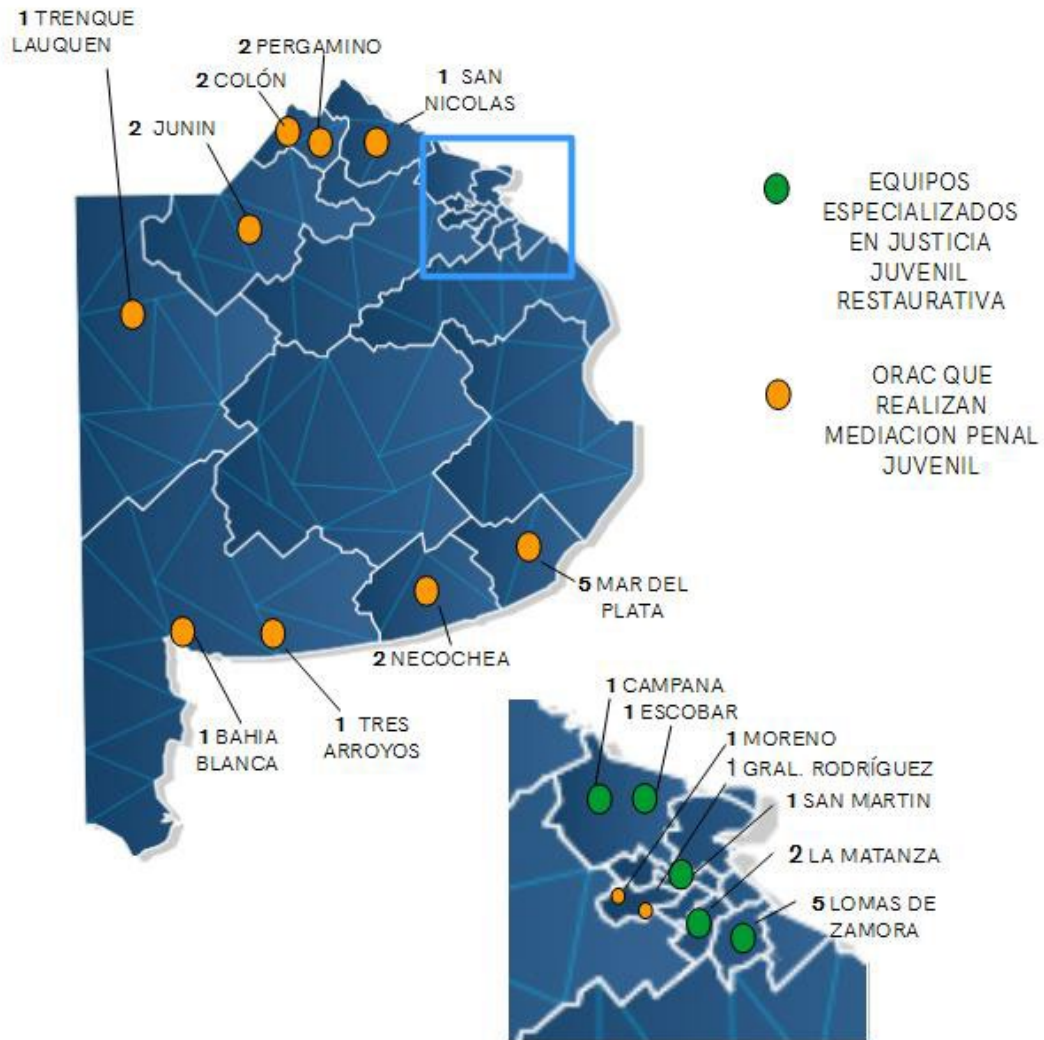 1 TRENQUE
LAUQUEN
2 PERGAMINO
2 COLÓN
1 SAN
NICOLAS
2 JUNIN
EQUIPOS
ESPECIALIZADOS
EN JUSTICIA
JUVENIL
RESTAURATIVA
ORAC QUE
REALIZAN
MEDIACION PENAL
JUVENIL
5 MAR DEL
PLATA
2 NECOCHEA
1 TRES
ARROYOS
1 BAHIA
BLANCA
1 CAMPANA
1 ESCOBAR
1 MORENO
1 GRAL. RODRÍGUEZ
1 SAN MARTIN
2 LA MATANZA
5 LOMAS DE
ZAMORA